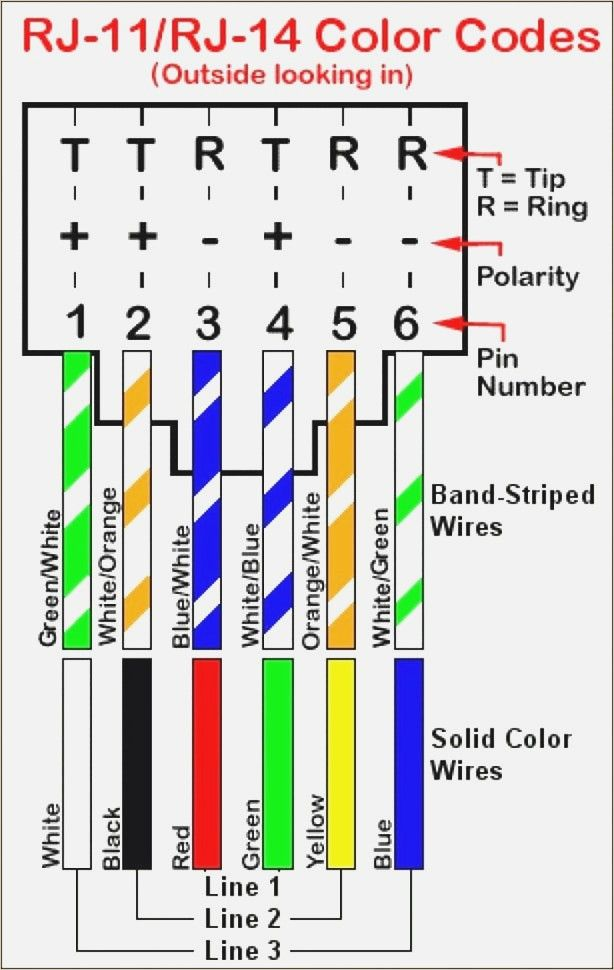 RJ-11/RJ-14 Color Codes
(Outside looking in)
T T R T R R
T = Tip
R = Ring
+ + - + - -
Polarity
1 2 3 4 5 6
Pin
Number
Green/White
White/Orange
Blue/White
White/Blue
Orange/White
White/Green
Band-Striped
Wires
White
Black
Red
Green
Yellow
Blue
Solid Color
Wires
Line 1
Line 2
Line 3